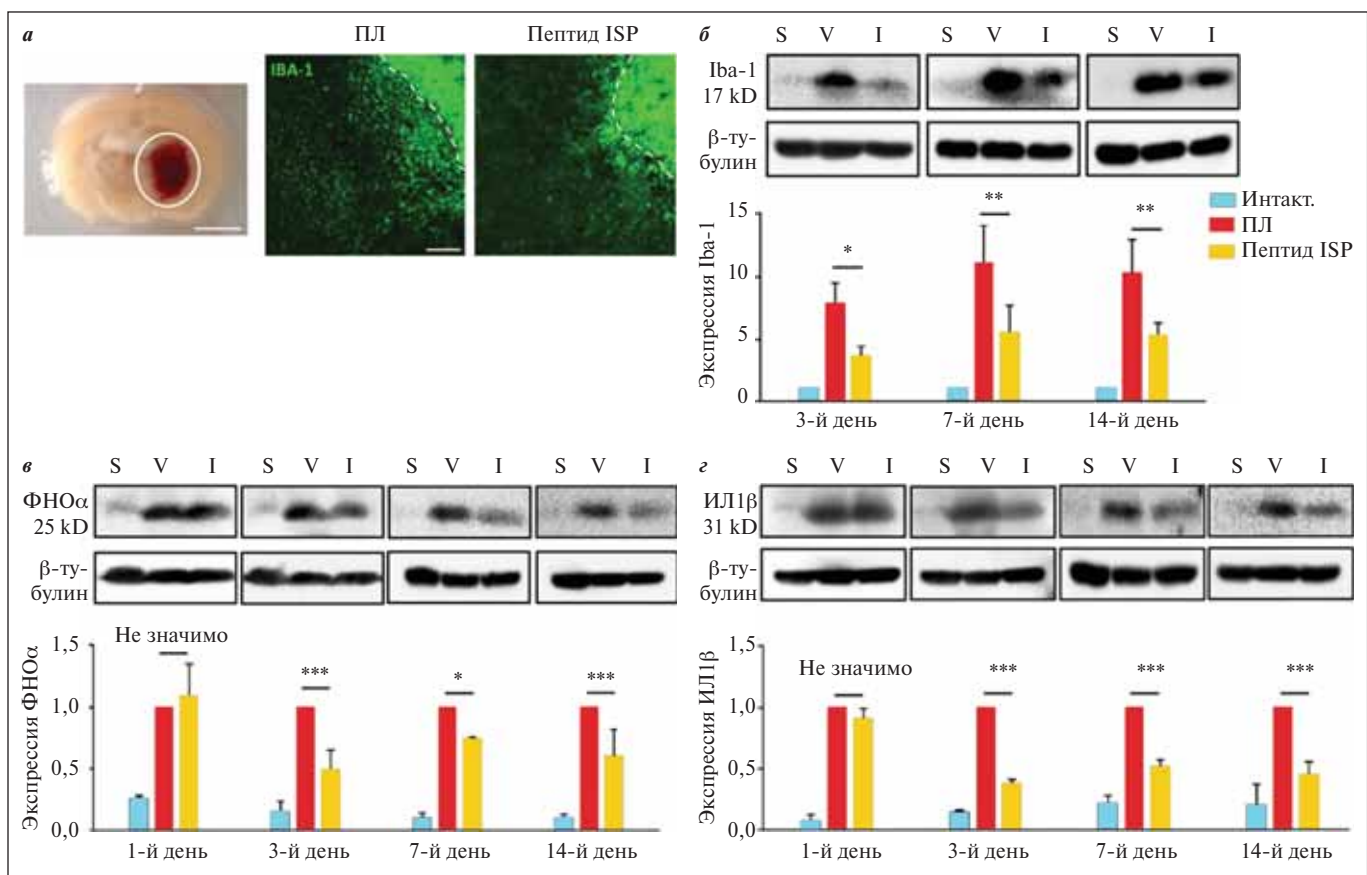 а
ПЛ
Пептид ISP
IBA-1
б
S V I S V I S V I
Iba-1
17 kD
β-ту-
булин
Экспрессия Iba-1
15
10
5
0
* ** **
Интакт.
ПЛ
Пептид ISP
3-й день 7-й день 14-й день
в
S V I S V I S V I S V I
ФНОα
25 kD
β-ту-
булин
Экспрессия ФНОα
1,5
1,0
0,5
0,0
Не значимо *** * ***
1-й день 3-й день 7-й день 14-й день
г
S V I S V I S V I S V I
ИЛ1β
31 kD
β-ту-
булин
Экспрессия ИЛ1β
1,5
1,0
0,5
0,0
Не значимо *** *** ***
1-й день 3-й день 7-й день 14-й день